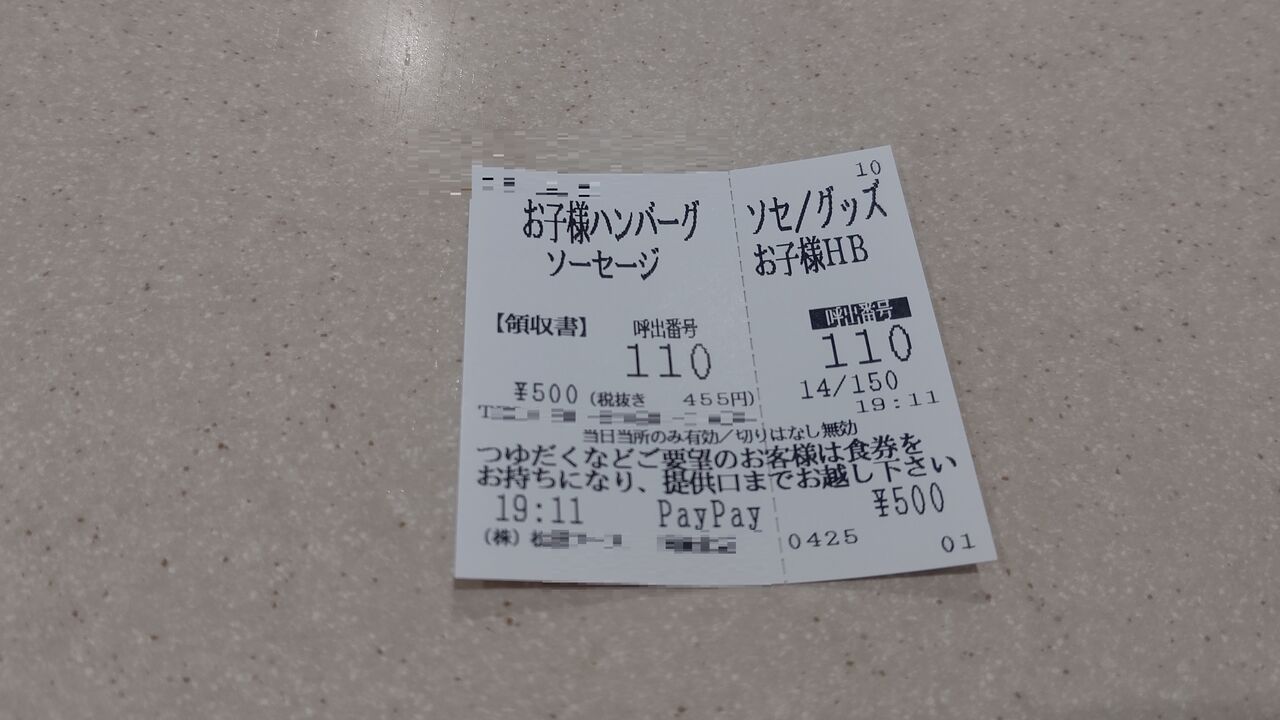 お子様ハンバーグ
ソーセージ
【領収書】 呼出番号
110
¥500 (税抜き 455円)
当日当所のみ有効/切りはなし無効
つゆだくなどご要望のお客様は食券を
お持ちになり、提供口までお越し下さい
19:11 PayPay
(株)
10
ソセ/グッズ
お子様HB
呼出番号
110
14/150
19:11
¥500
0425 01